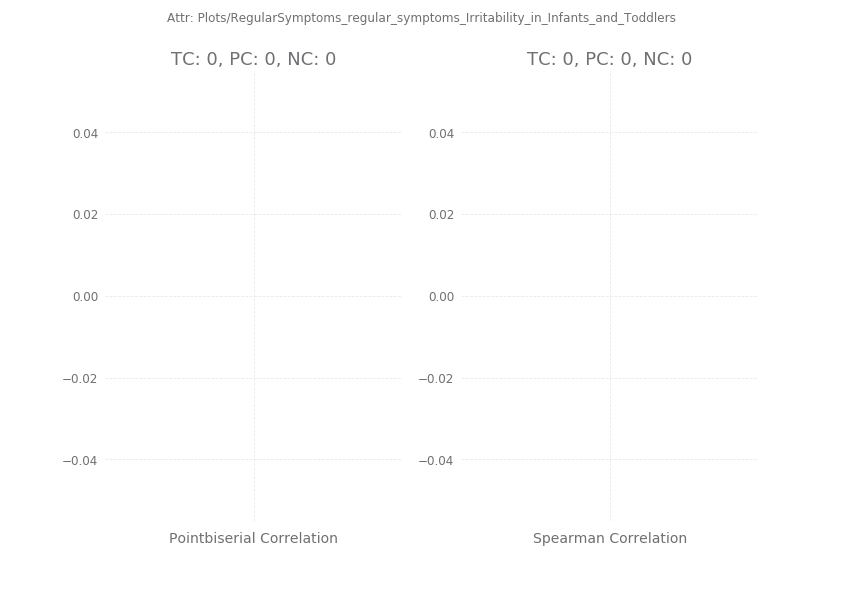 Attr: Plots/RegularSymptoms_regular_symptoms_Irritability_in_Infants_and_Toddlers
TC: 0, PC: 0, NC: 0
0.04
0.02
0.00
−0.02
−0.04
Pointbiserial Correlation
TC: 0, PC: 0, NC: 0
0.04
0.02
0.00
−0.02
−0.04
Spearman Correlation